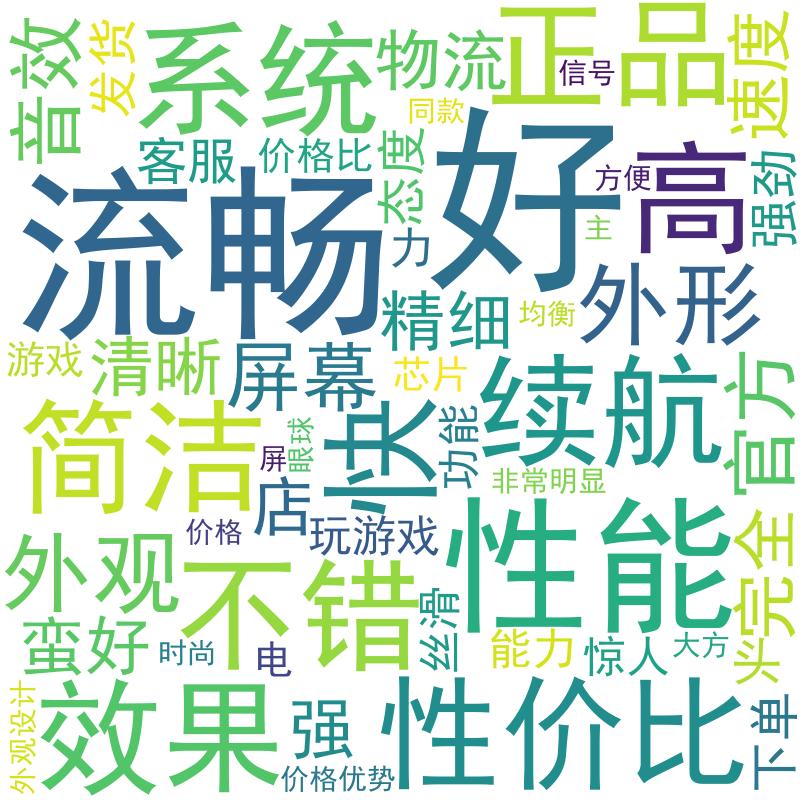 音效
发货
系统
物流
正品
信号
速度
同款
客服
价格比
态度
好
高
方便
强劲
流畅
力
主
精细
均衡
外形
游戏
清晰
屏幕
芯片
续航
官方
简洁
快
眼球
屏
功能
非常明显
店
价格
玩游戏
性能
完全
外观
不错
丝滑
蛮好
时尚
电
能力
惊人
大方
头
外观设计
效果
强
性价比
下单
价格优势